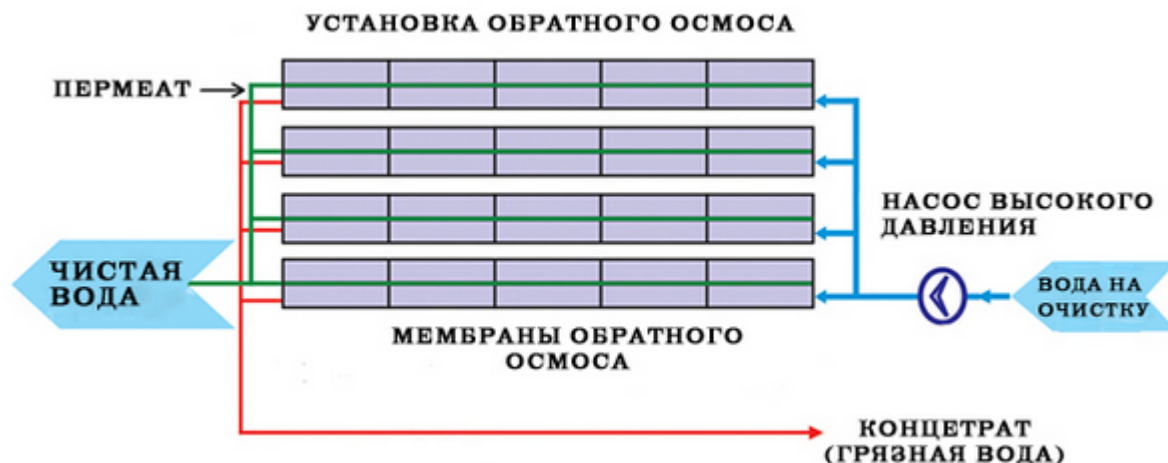 УСТАНОВКА ОБРАТНОГО ОСМОСА
ПЕРМЕАТ
НАСОС ВЫСОКОГО
ДАВЛЕНИЯ
ЧИСТАЯ
ВОДА
ВОДА НА
ОЧИСТКУ
МЕМБРАНЫ ОБРАТНОГО
ОСМОСА
КОНЦЕТРАТ
(ГРЯЗНАЯ ВОДА)